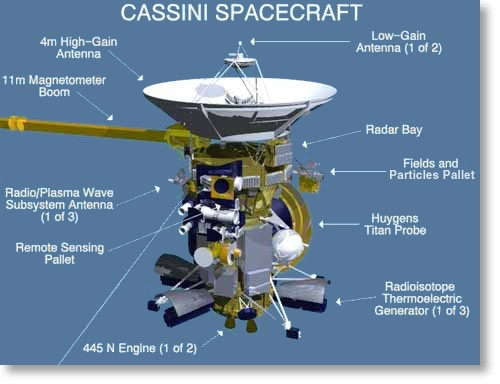 CASSINI SPACECRAFT
4m High-Gain
Antenna
Low-Gain
Antenna (1 of 2)
11m Magnetometer
Boom
Radar Bay
Fields and
Particles Pallet
Radio/Plasma Wave
Subsystem Antenna
(1 of 3)
Huygens
Titan Probe
Remote Sensing
Pallet
Radioisotope
Thermoelectric
Generator (1 of 3)
445 N Engine (1 of 2)